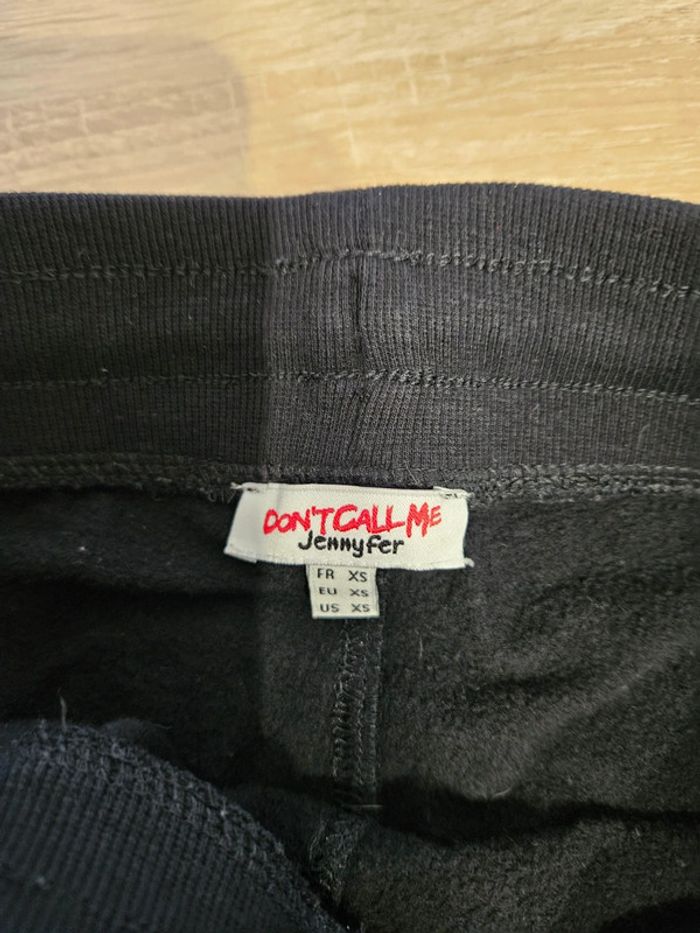 DON'T CALL ME
Jennyfer
FR XS
EU XS
US XS